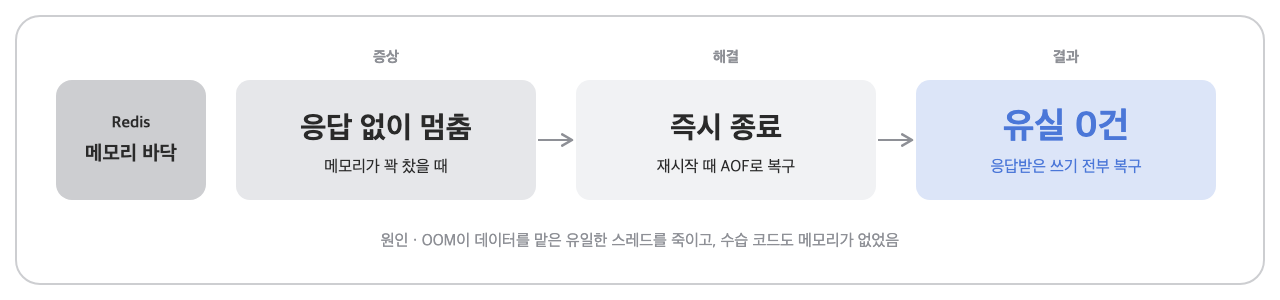 증상
해결
결과
Redis
메모리 바닥
응답 없이 멈춤
메모리가 꽉 찼을 때
즉시 종료
재시작 때 AOF로 복구
유실 0건
응답받은 쓰기 전부 복구
원인 · OOM이 데이터를 맡은 유일한 스레드를 죽이고, 수습 코드도 메모리가 없었음